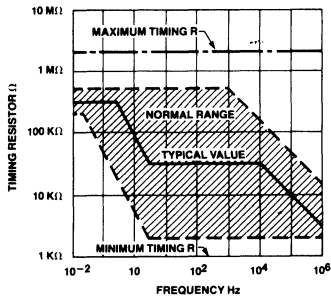 10 MΩ
MAXIMUM TIMING R
1 MΩ
NORMAL RANGE
100 KΩ
TYPICAL VALUE
10 KΩ
MINIMUM TIMING R
1 KΩ
TIMING RESISTOR Ω
10⁻² 10 10² 10⁴ 10⁶
FREQUENCY Hz